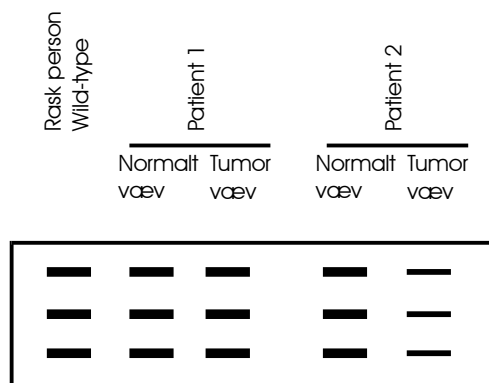 Rask person
Wild-type
Patient 1
Patient 2
Normalt Tumor
væv væv
Normalt Tumor
væv væv